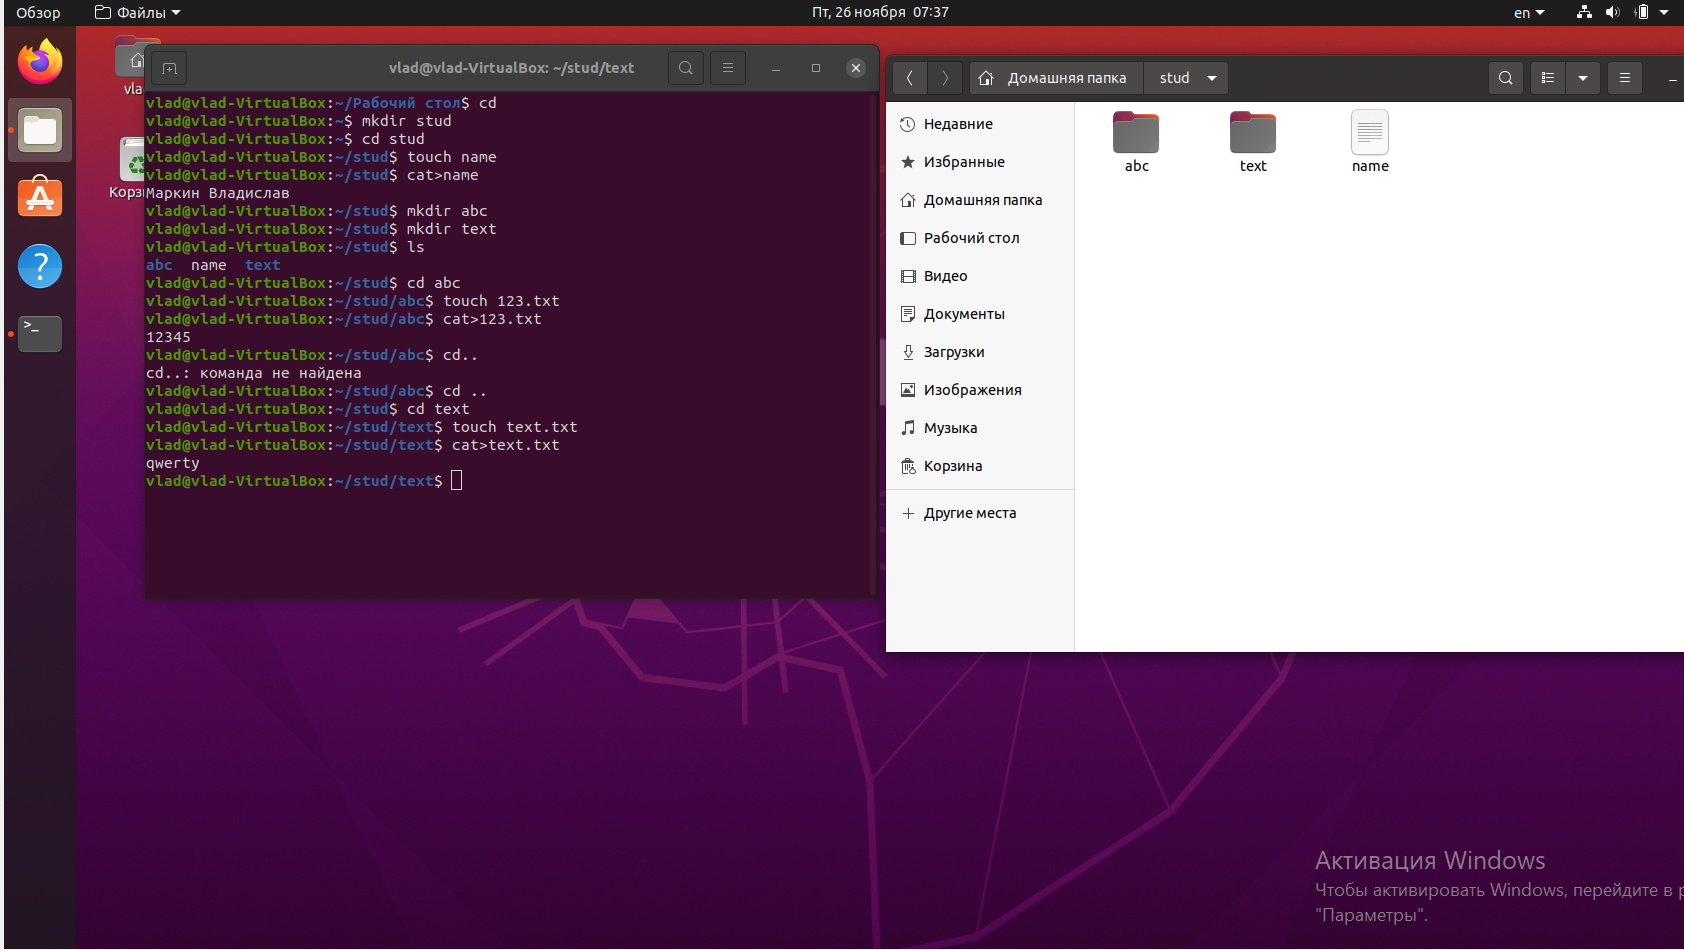 Обзор Файлы Пт, 26 ноября 07:37 en
vla
Корз
vlad@vlad-VirtualBox: ~/stud/text
vlad@vlad-VirtualBox:~/Рабочий стол$ cd
vlad@vlad-VirtualBox:~$ mkdir stud
vlad@vlad-VirtualBox:~$ cd stud
vlad@vlad-VirtualBox:~/stud$ touch name
vlad@vlad-VirtualBox:~/stud$ cat>name
Маркин Владислав
vlad@vlad-VirtualBox:~/stud$ mkdir abc
vlad@vlad-VirtualBox:~/stud$ mkdir text
vlad@vlad-VirtualBox:~/stud$ ls
abc name text
vlad@vlad-VirtualBox:~/stud$ cd abc
vlad@vlad-VirtualBox:~/stud/abc$ touch 123.txt
vlad@vlad-VirtualBox:~/stud/abc$ cat>123.txt
12345
vlad@vlad-VirtualBox:~/stud/abc$ cd..
cd..: команда не найдена
vlad@vlad-VirtualBox:~/stud/abc$ cd ..
vlad@vlad-VirtualBox:~/stud$ cd text
vlad@vlad-VirtualBox:~/stud/text$ touch text.txt
vlad@vlad-VirtualBox:~/stud/text$ cat>text.txt
qwerty
vlad@vlad-VirtualBox:~/stud/text$
Домашняя папка stud
Недавние
Избранные
Домашняя папка
Рабочий стол
Видео
Документы
Загрузки
Изображения
Музыка
Корзина
Другие места
abc text name
Активация Windows
Чтобы активировать Windows, перейдите в
"Параметры".